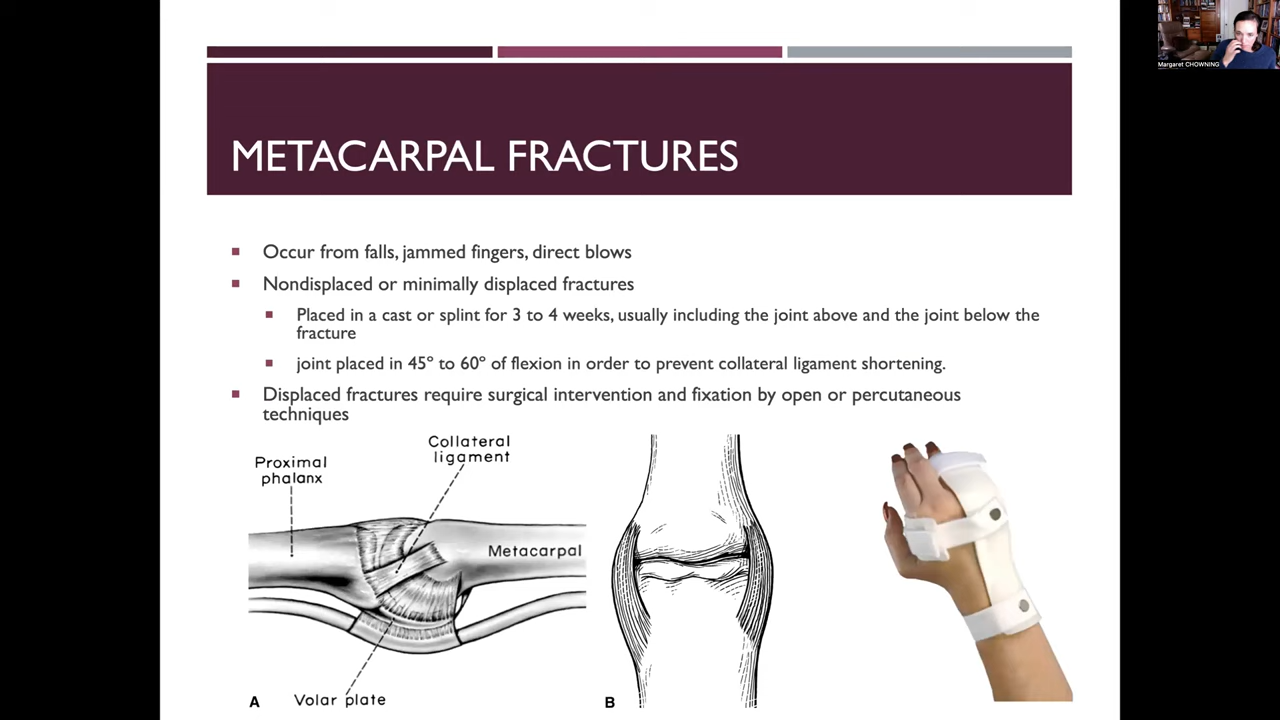 Margaret CHOWNING
METACARPAL FRACTURES
Occur from falls, jammed fingers, direct blows
Nondisplaced or minimally displaced fractures
Placed in a cast or splint for 3 to 4 weeks, usually including the joint above and the joint below the
fracture
joint placed in 45º to 60º of flexion in order to prevent collateral ligament shortening.
Displaced fractures require surgical intervention and fixation by open or percutaneous
techniques
Collateral
ligament
Proximal
phalanx
Metacarpal
Volar plate
A
B